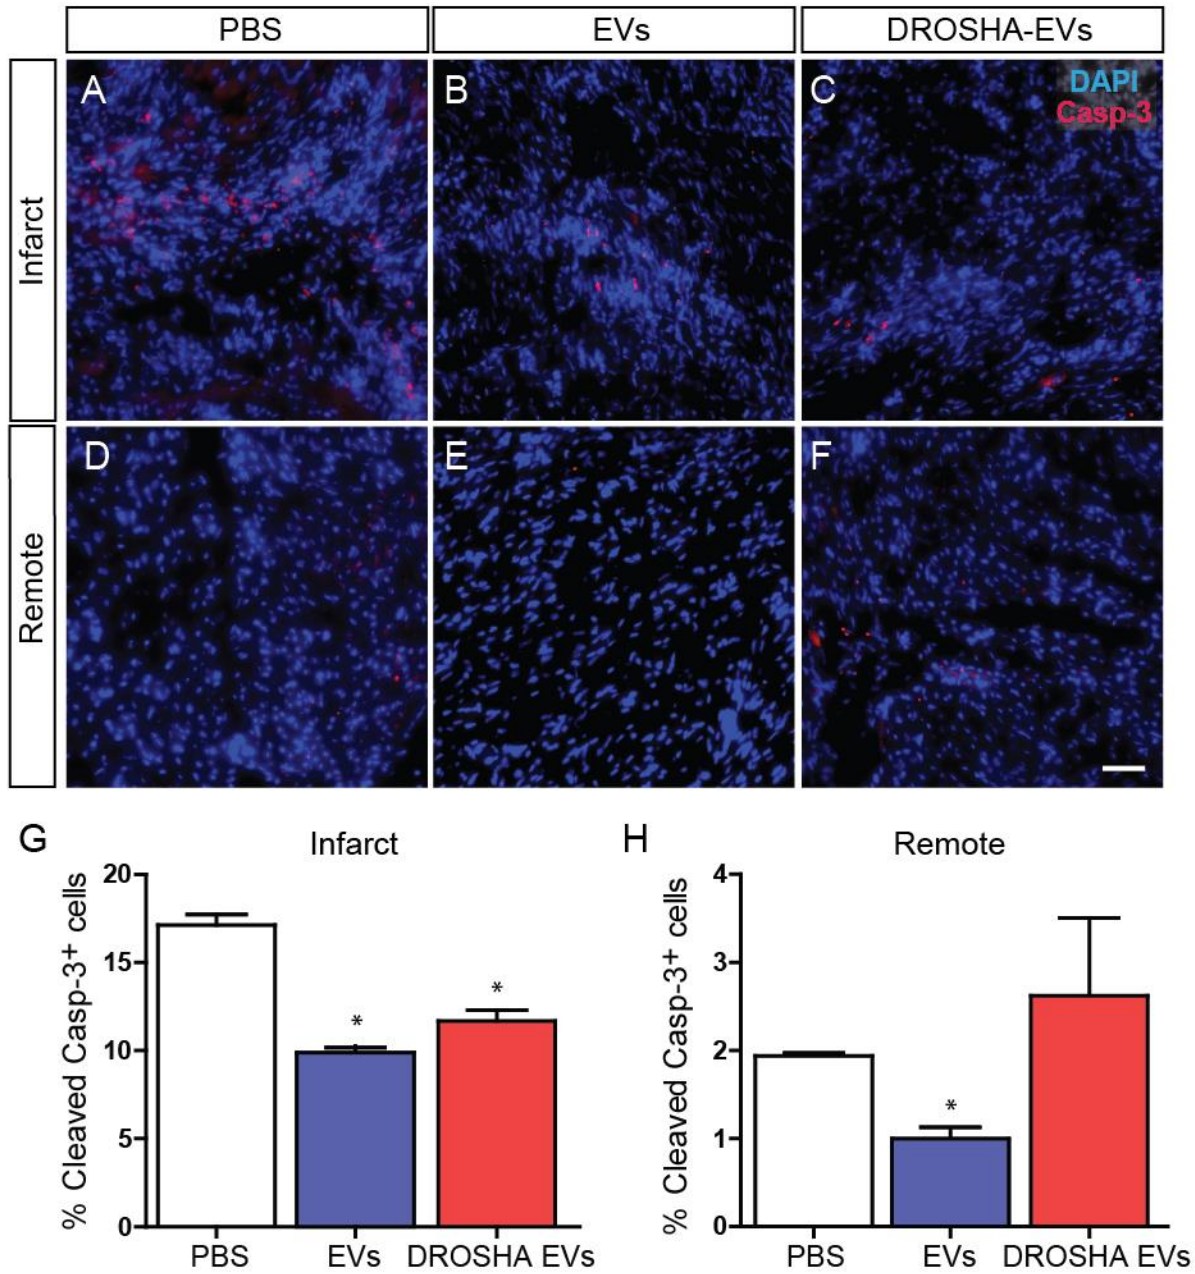 PBS
EVs
DROSHA-EVs
Infarct
A
B
C
DAPI
Casp-3
Remote
D
E
F
G
Infarct
% Cleaved Casp-3+ cells
20
15
10
5
0
*
*
PBS
EVs
DROSHA EVs
H
Remote
% Cleaved Casp-3+ cells
4
3
2
1
0
*
PBS
EVs
DROSHA EVs